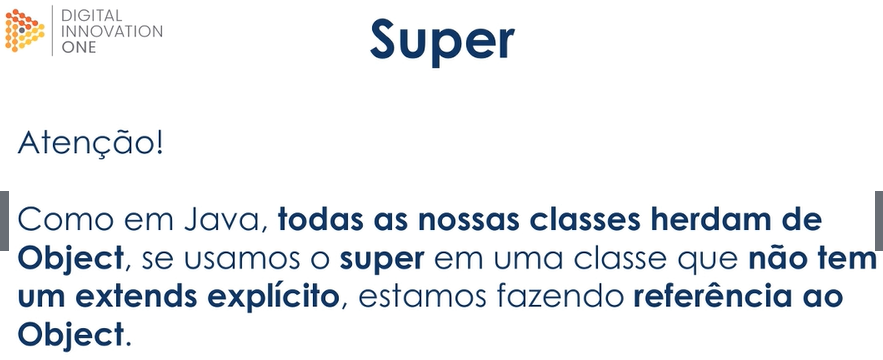 DIGITAL
INNOVATION
ONE
Super
Atenção!
Como em Java, todas as nossas classes herdam de
Object, se usamos o super em uma classe que não tem
um extends explícito, estamos fazendo referência ao
Object.